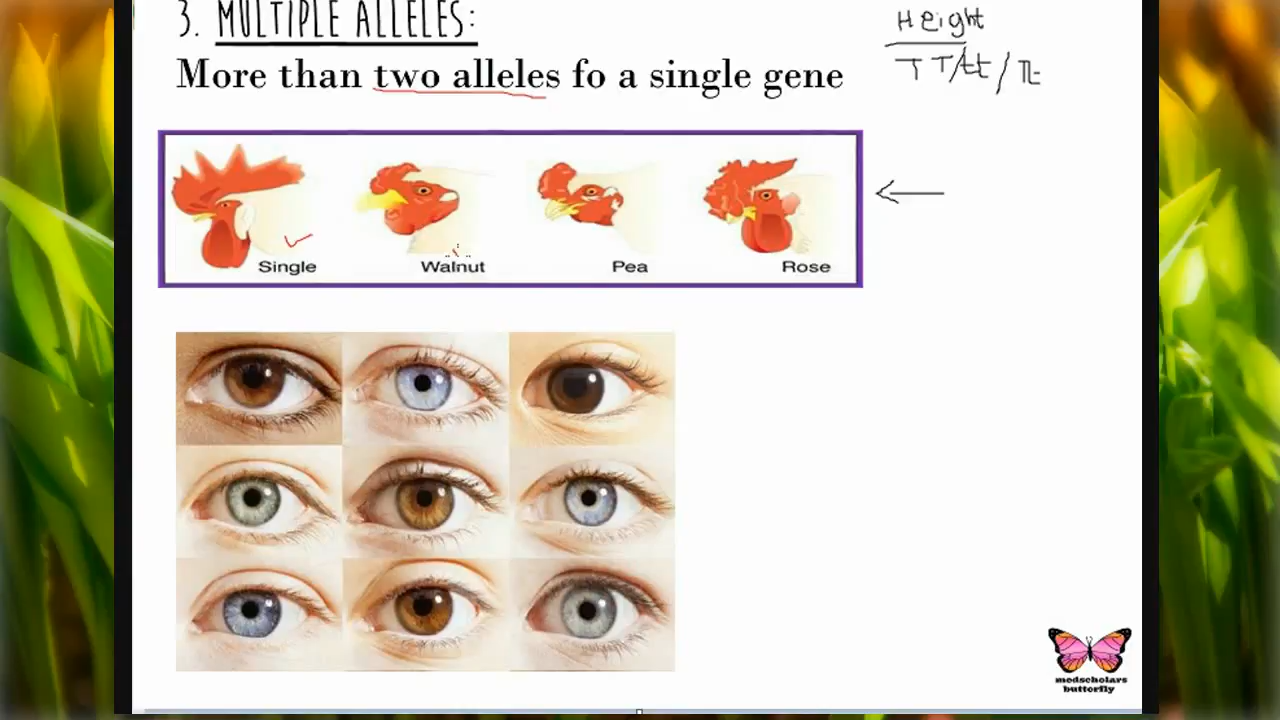 3. MULTIPLE ALLELES:
More than two alleles fo a single gene
Height
TT/tt/Tt
Single
Walnut
Pea
Rose
medscholars
butterfly